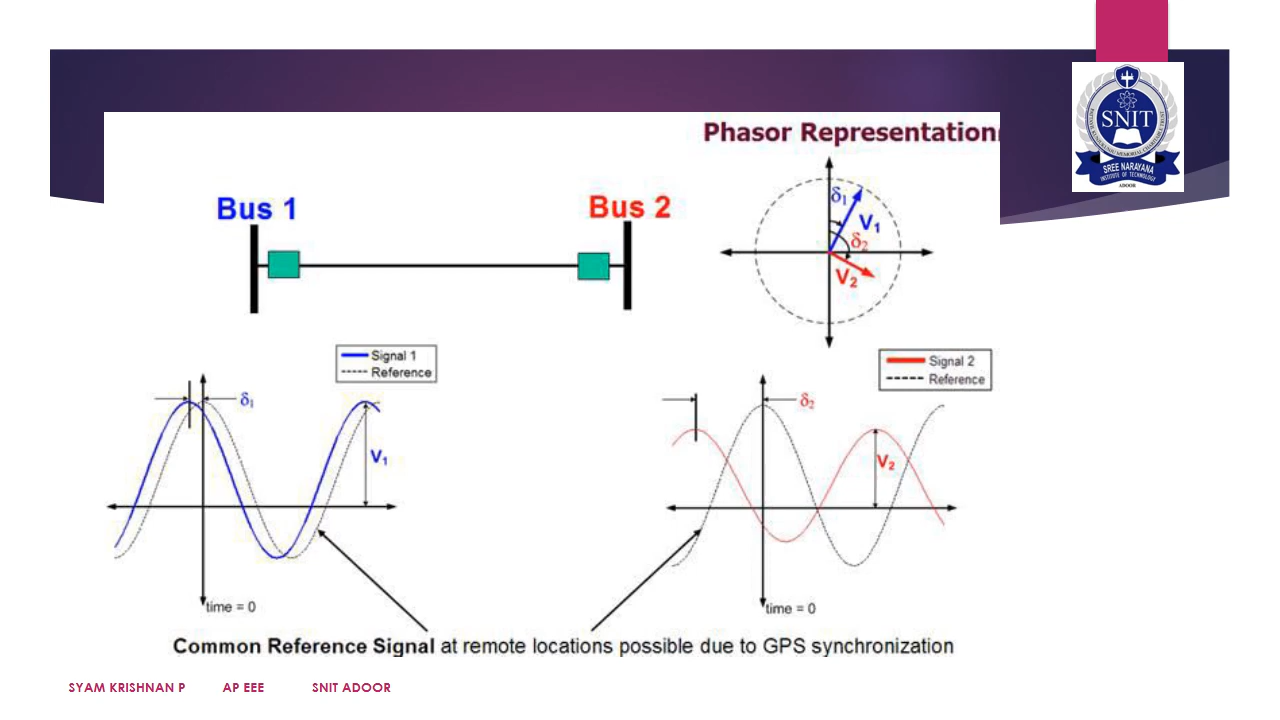 Phasor Representation
SNIT
SREE NARAYANA
INSTITUTE OF TECHNOLOGY
ADOOR
Bus 1
Bus 2
δ₁
V₁
δ₂
V₂
Signal 1
Reference
δ₁
V₁
time = 0
Signal 2
Reference
δ₂
V₂
time = 0
Common Reference Signal at remote locations possible due to GPS synchronization
SYAM KRISHNAN P AP EEE SNIT ADOOR